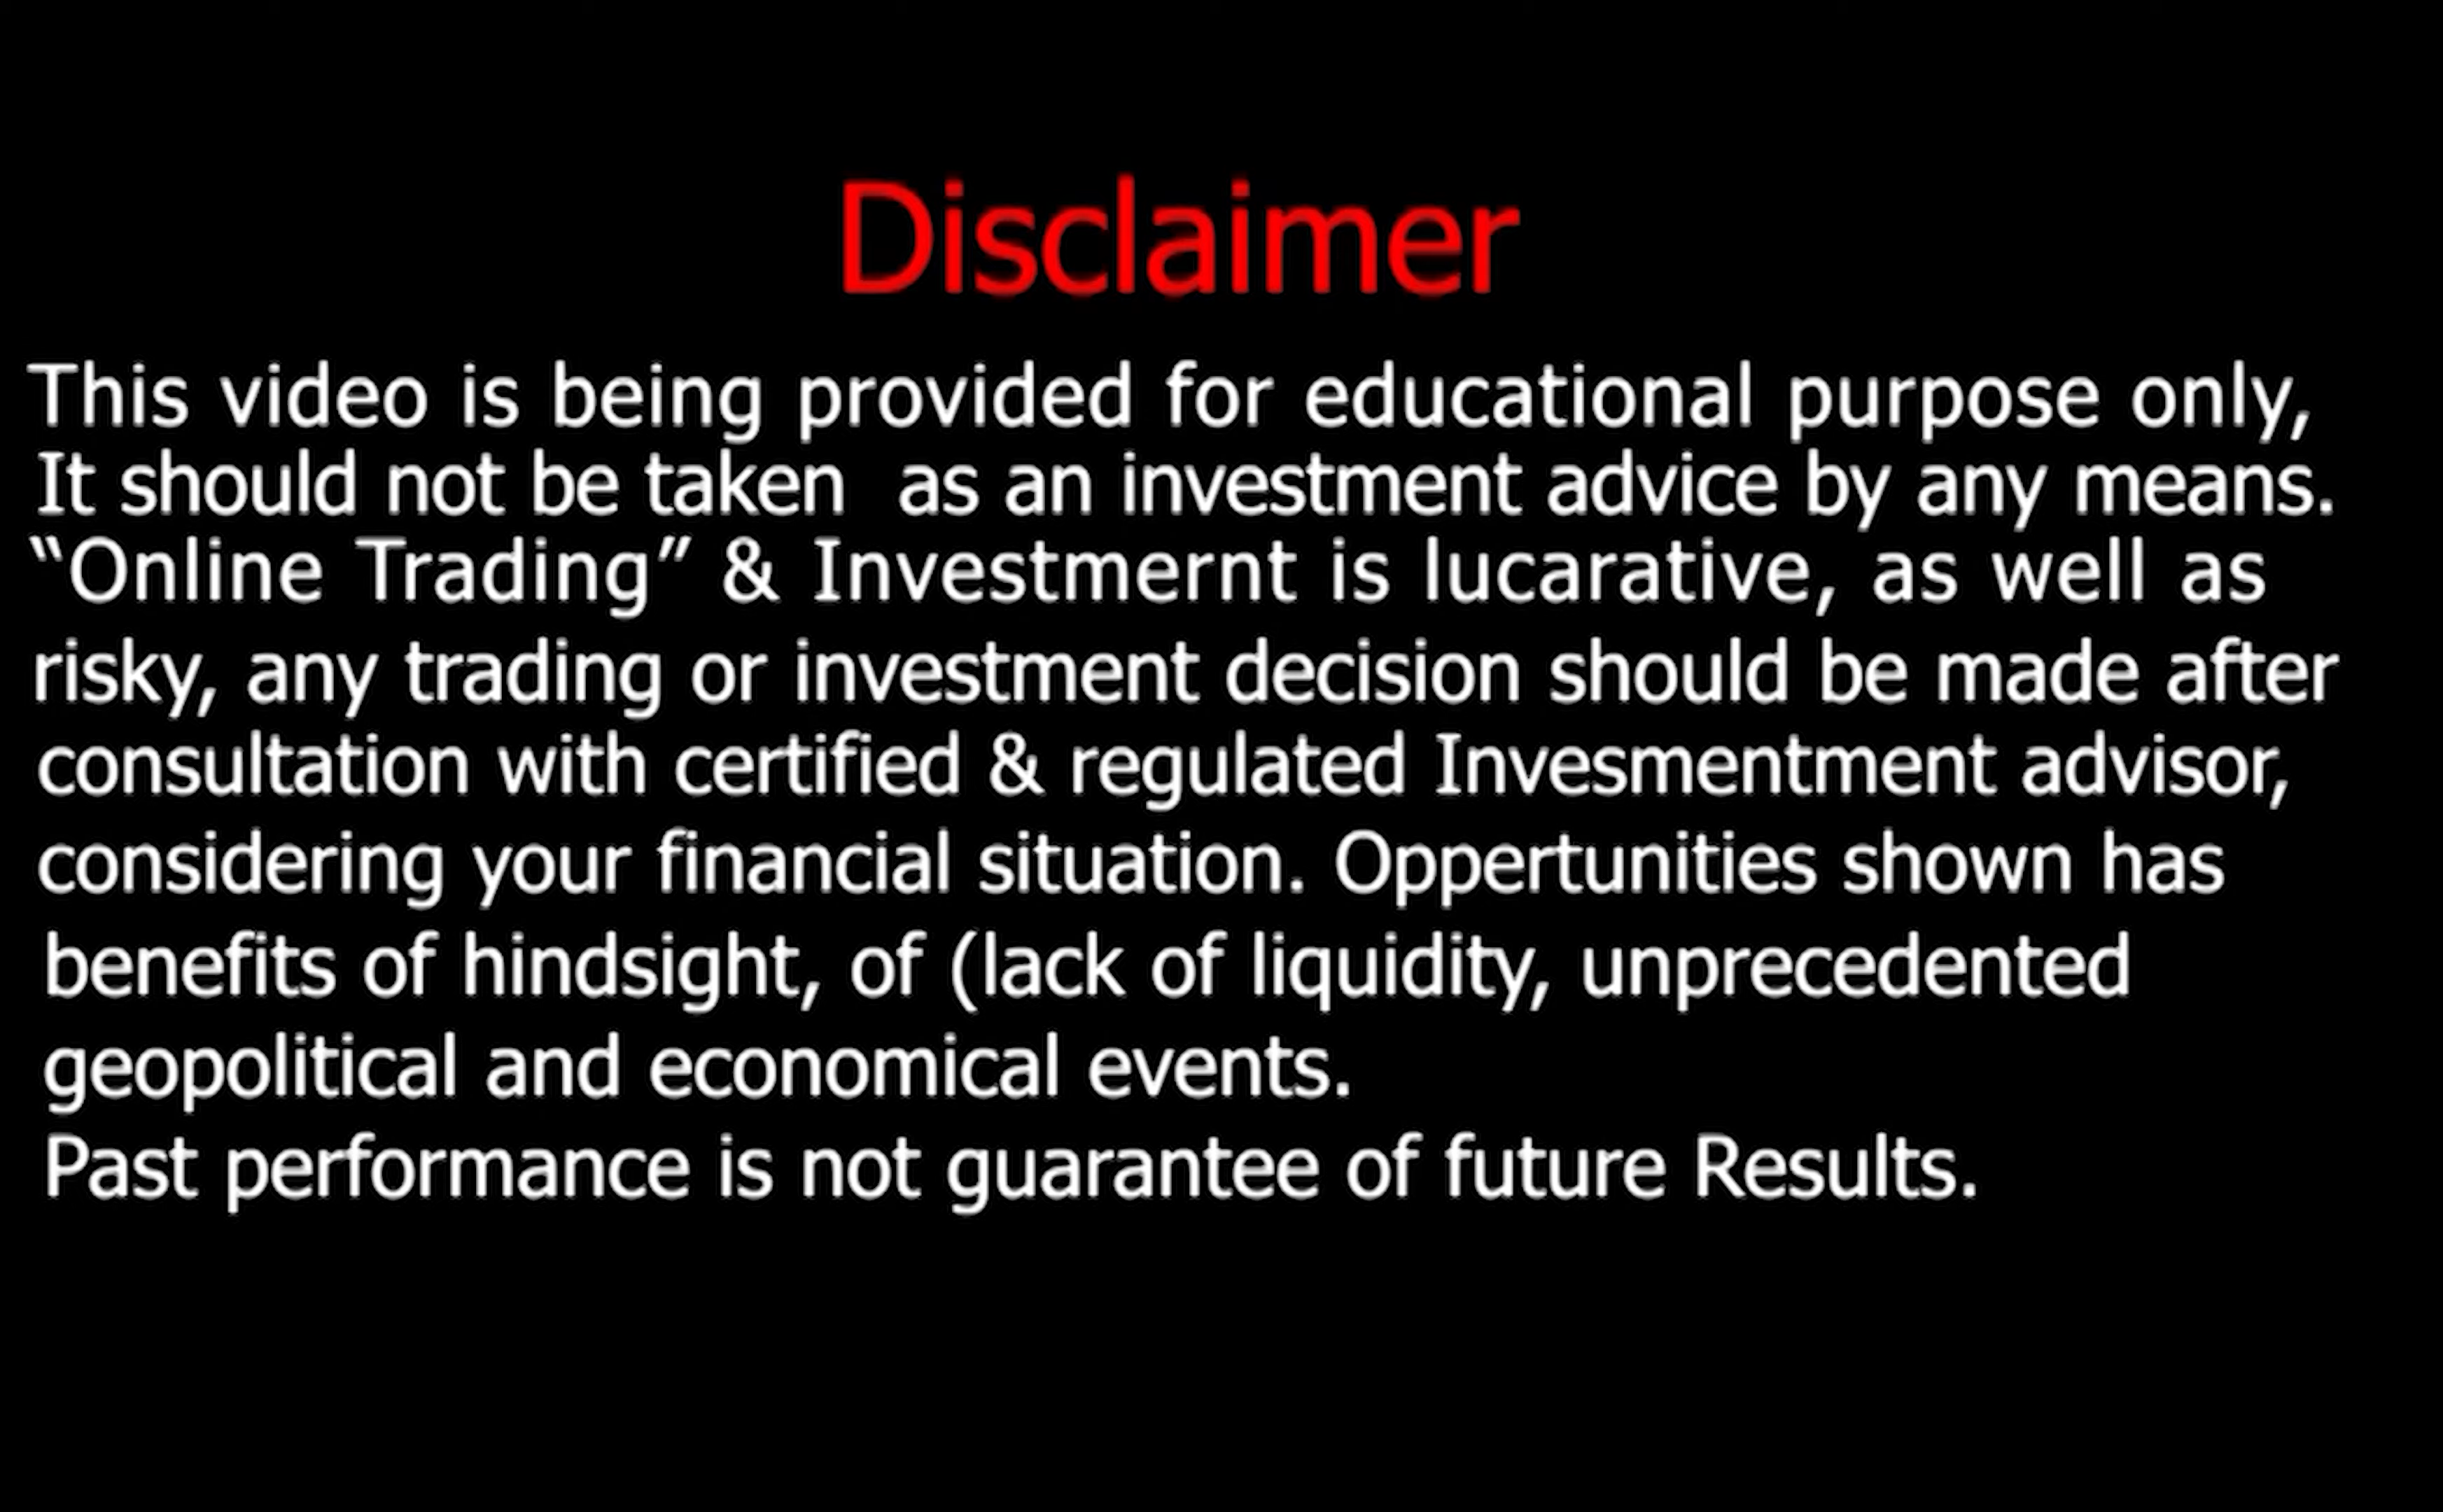 Disclaimer
This video is being provided for educational purpose only,
It should not be taken  as an investment advice by any means.
“Online Trading” & Investmernt is lucarative, as well as
risky, any trading or investment decision should be made after
consultation with certified & regulated Invesmentment advisor,
considering your financial situation. Oppertunities shown has
benefits of hindsight, of (lack of liquidity, unprecedented
geopolitical and economical events.
Past performance is not guarantee of future Results.